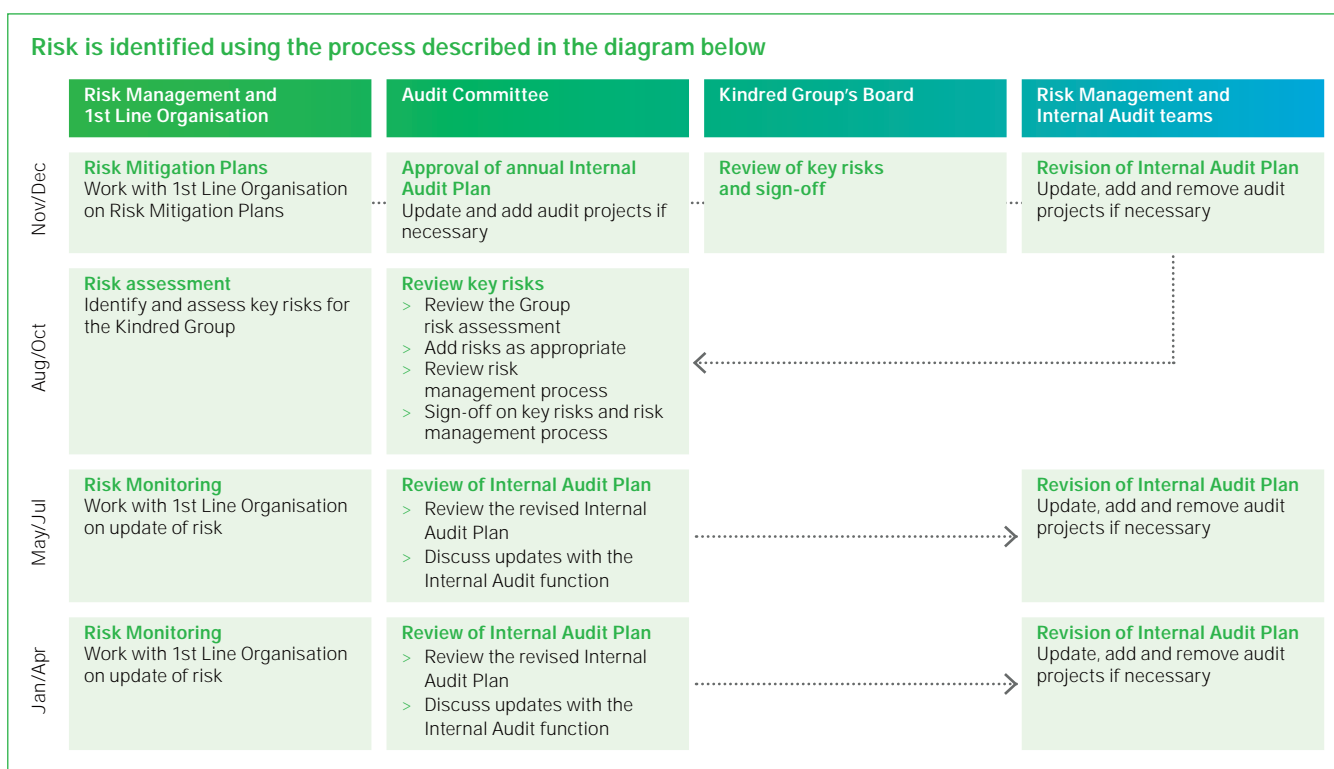 Risk is identified using the process described in the diagram below
Risk Management and
1st Line Organisation
Audit Committee
Kindred Group's Board
Risk Management and
Internal Audit teams
Nov/Dec
Risk Mitigation Plans
Work with 1st Line Organisation
on Risk Mitigation Plans
Approval of annual Internal
Audit Plan
Update and add audit projects if
necessary
Review of key risks
and sign-off
Revision of Internal Audit Plan
Update, add and remove audit
projects if necessary
Aug/Oct
Risk assessment
Identify and assess key risks for
the Kindred Group
Review key risks
> Review the Group
risk assessment
> Add risks as appropriate
> Review risk
management process
> Sign-off on key risks and risk
management process
May/Jul
Risk Monitoring
Work with 1st Line Organisation
on update of risk
Review of Internal Audit Plan
> Review the revised Internal
Audit Plan
> Discuss updates with the
Internal Audit function
Revision of Internal Audit Plan
Update, add and remove audit
projects if necessary
Jan/Apr
Risk Monitoring
Work with 1st Line Organisation
on update of risk
Review of Internal Audit Plan
> Review the revised Internal
Audit Plan
> Discuss updates with the
Internal Audit function
Revision of Internal Audit Plan
Update, add and remove audit
projects if necessary